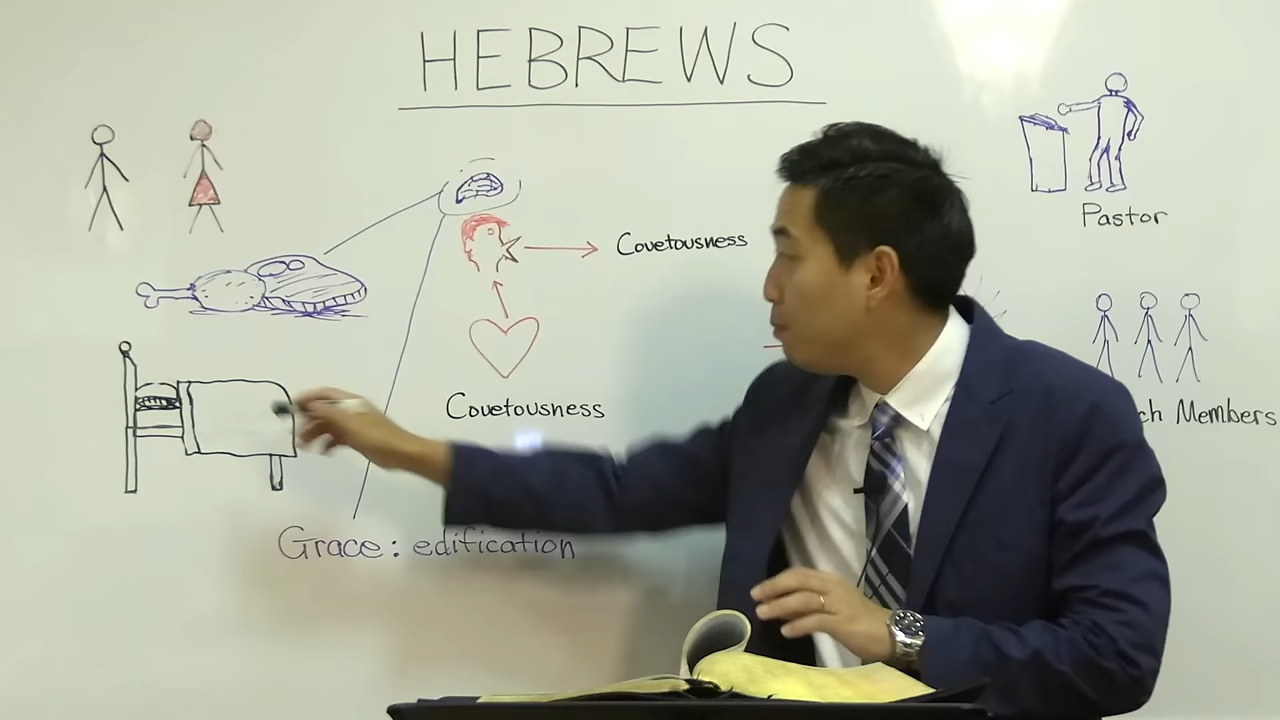 HEBREWS
Pastor
Covetousness
Covetousness
ch Members
Grace: edification